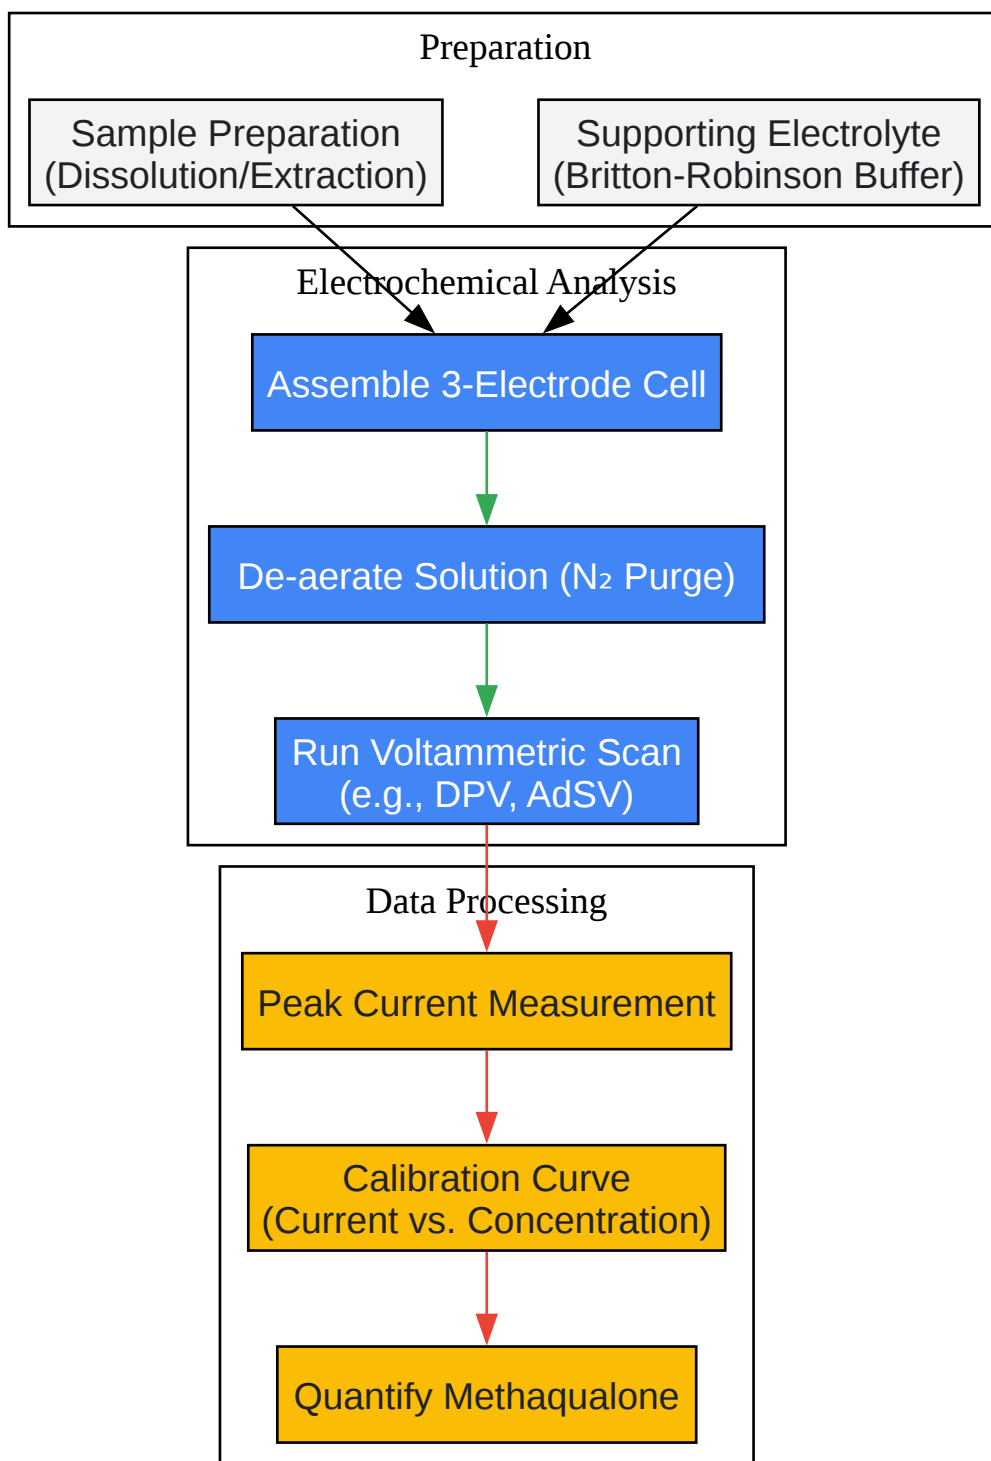 Preparation
Sample Preparation
(Dissolution/Extraction)
Supporting Electrolyte
(Britton-Robinson Buffer)
Electrochemical Analysis
Assemble 3-Electrode Cell
De-aerate Solution (N₂ Purge)
Run Voltammetric Scan
(e.g., DPV, AdSV)
Data Processing
Peak Current Measurement
Calibration Curve
(Current vs. Concentration)
Quantify Methaqualone